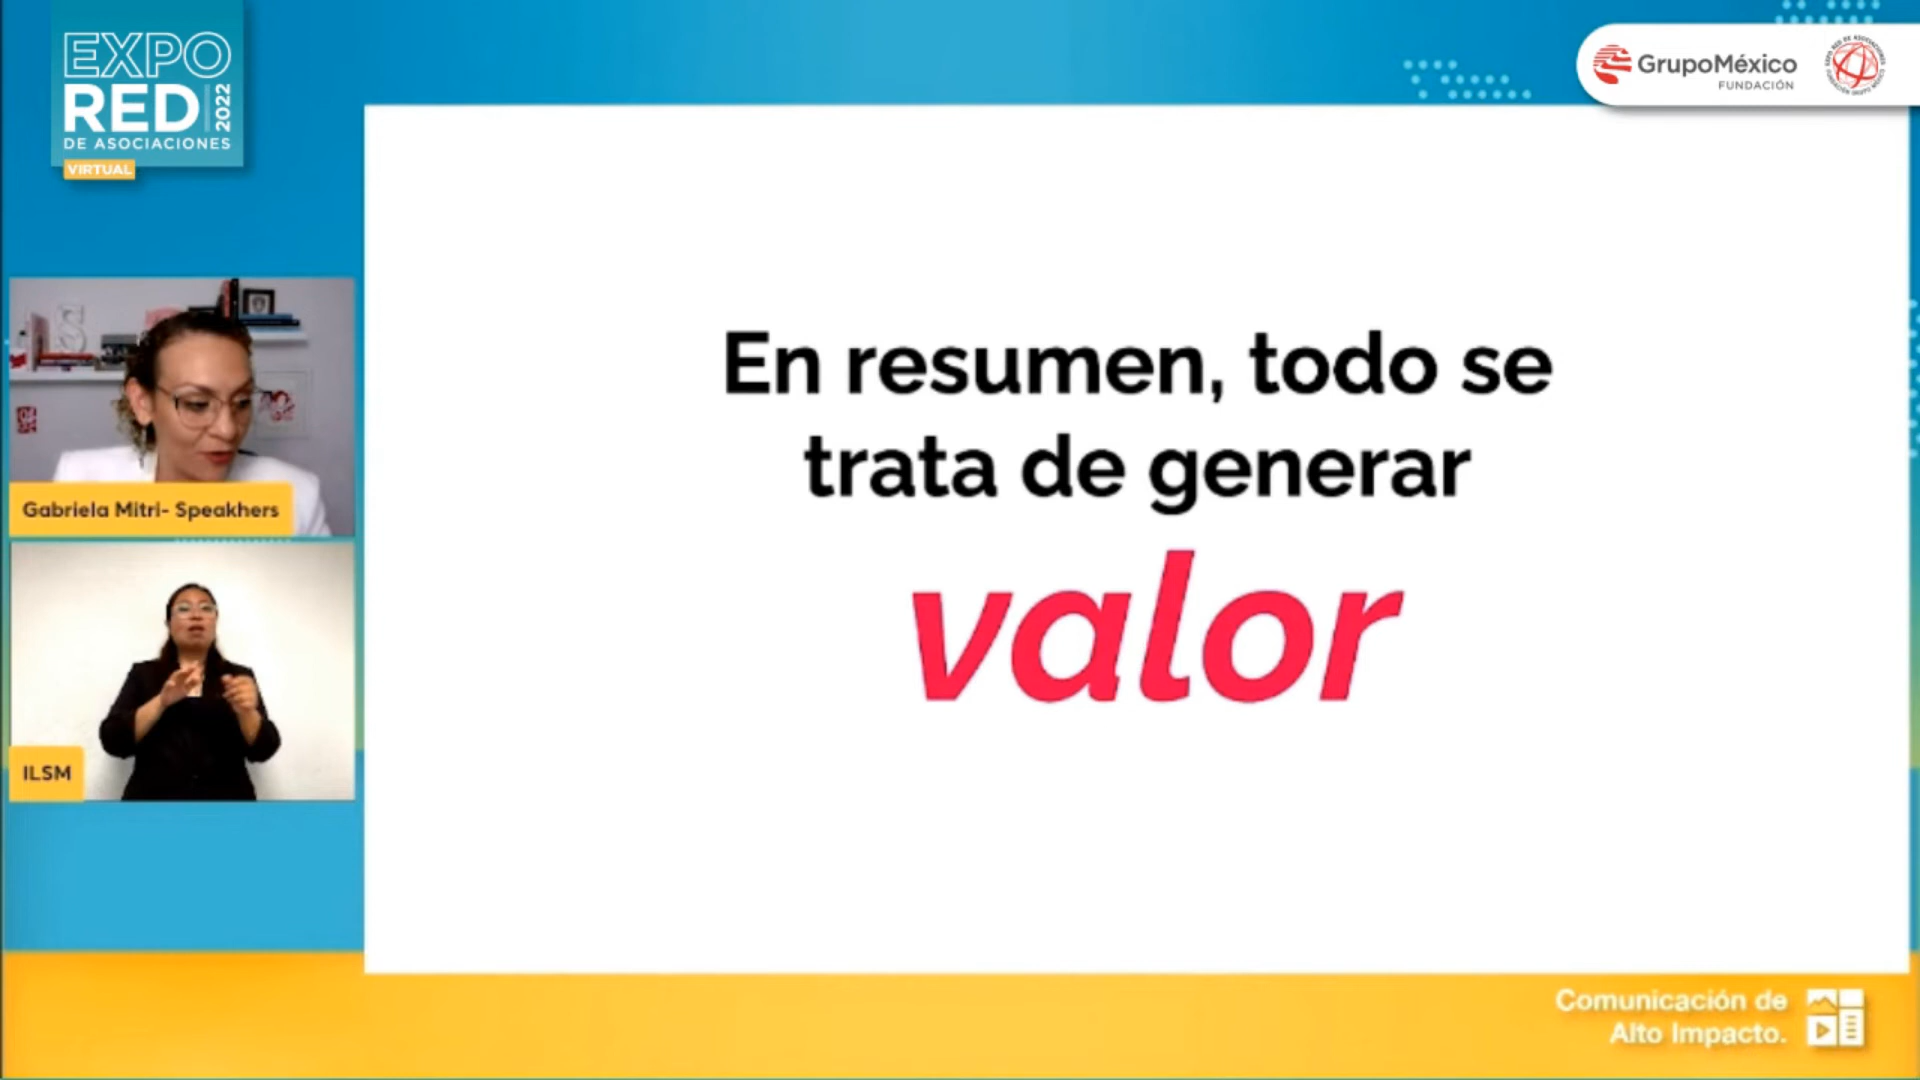 EXPO
RED 2022
DE ASOCIACIONES
VIRTUAL
GrupoMéxico
FUNDACIÓN
En resumen, todo se
trata de generar
valor
Gabriela Mitri- Speakhers
ILSM
Comunicación de
Alto Impacto.